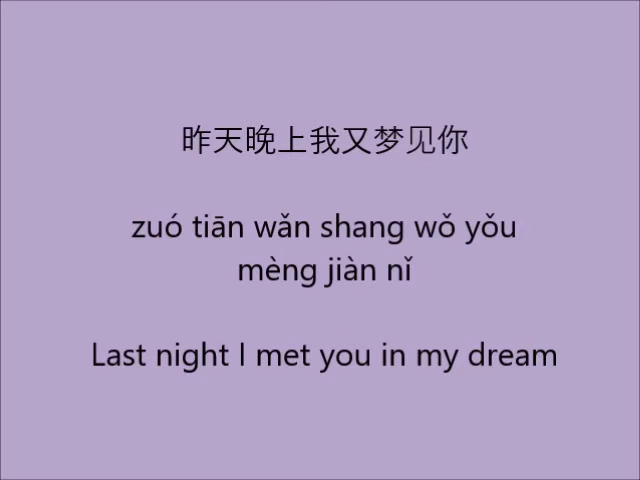 昨天晚上我又梦见你
zuó tiān wǎn shang wǒ yǒu
mèng jiàn nǐ
Last night I met you in my dream